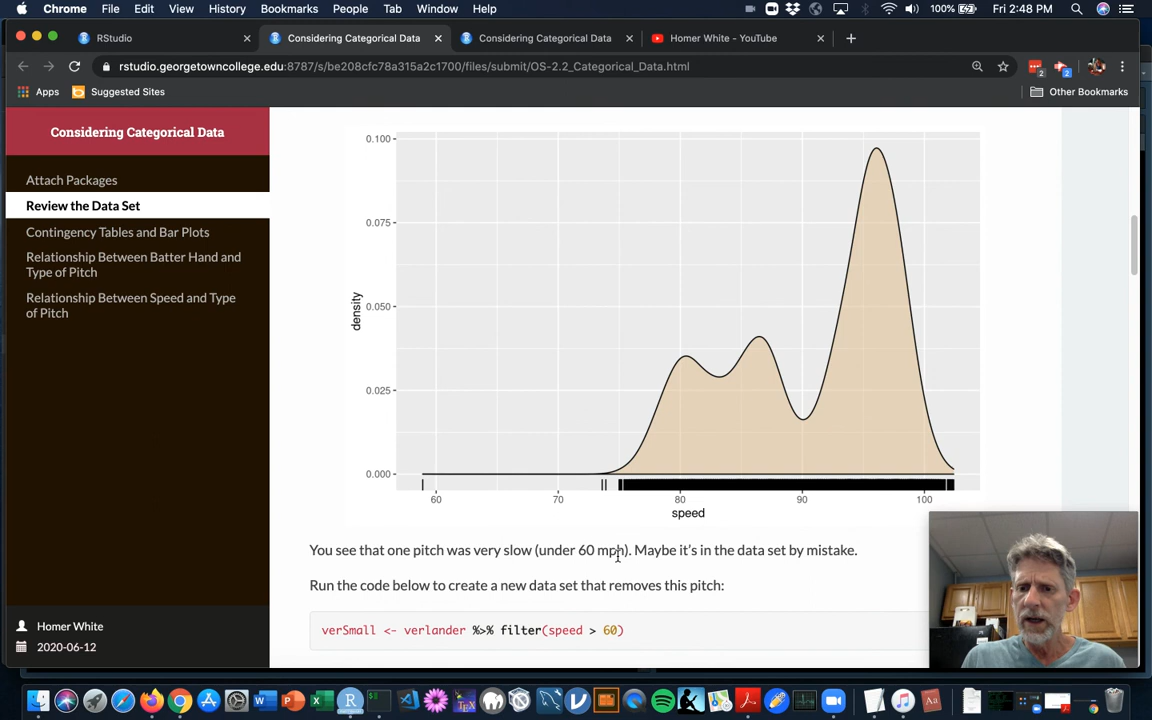 Chrome File Edit View History Bookmarks People Tab Window Help 100% Fri 2:48 PM
RStudio Considering Categorical Data Considering Categorical Data Homer White - YouTube
rstudio.georgetowncollege.edu:8787/s/be208cfc78a315a2c1700/files/submit/OS-2.2_Categorical_Data.html
Apps Suggested Sites Other Bookmarks
Considering Categorical Data
Attach Packages
Review the Data Set
Contingency Tables and Bar Plots
Relationship Between Batter Hand and
Type of Pitch
Relationship Between Speed and Type
of Pitch
Homer White
2020-06-12
0.100
0.075
0.050
0.025
0.000
density
60 70 80 90 100
speed
You see that one pitch was very slow (under 60 mph). Maybe it's in the data set by mistake.
Run the code below to create a new data set that removes this pitch:
verSmall <- verlander %>% filter(speed > 60)